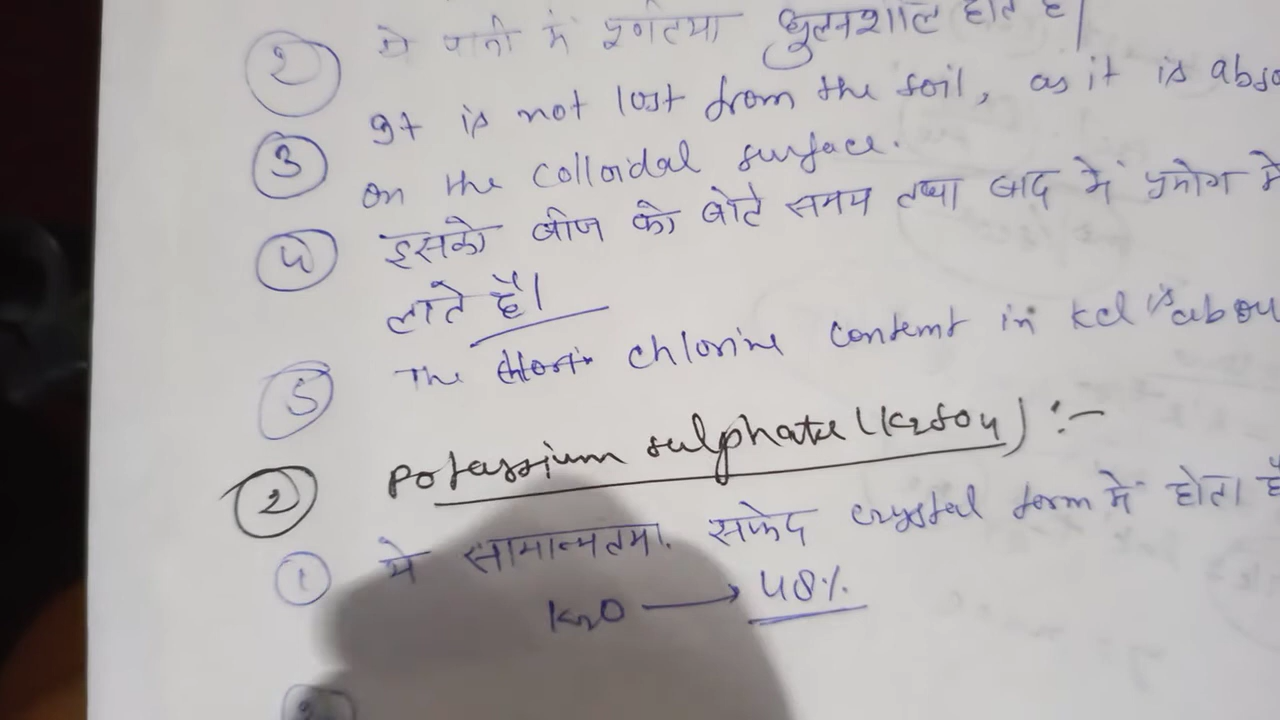 ② ये पानी में पूर्णतया घुलनशील होते है।
③ It is not lost from the soil, as it is abso
on the colloidal surface.
④ इसको बीज को बोते समय तथा बाद में प्रयोग मे
लाते हैं।
⑤ The chlorine content in kcl is abou
② Potassium sulphate (K2SO4) :-
① ये सामान्यतया. सफेद crystal form में होता है
K2O → 48%